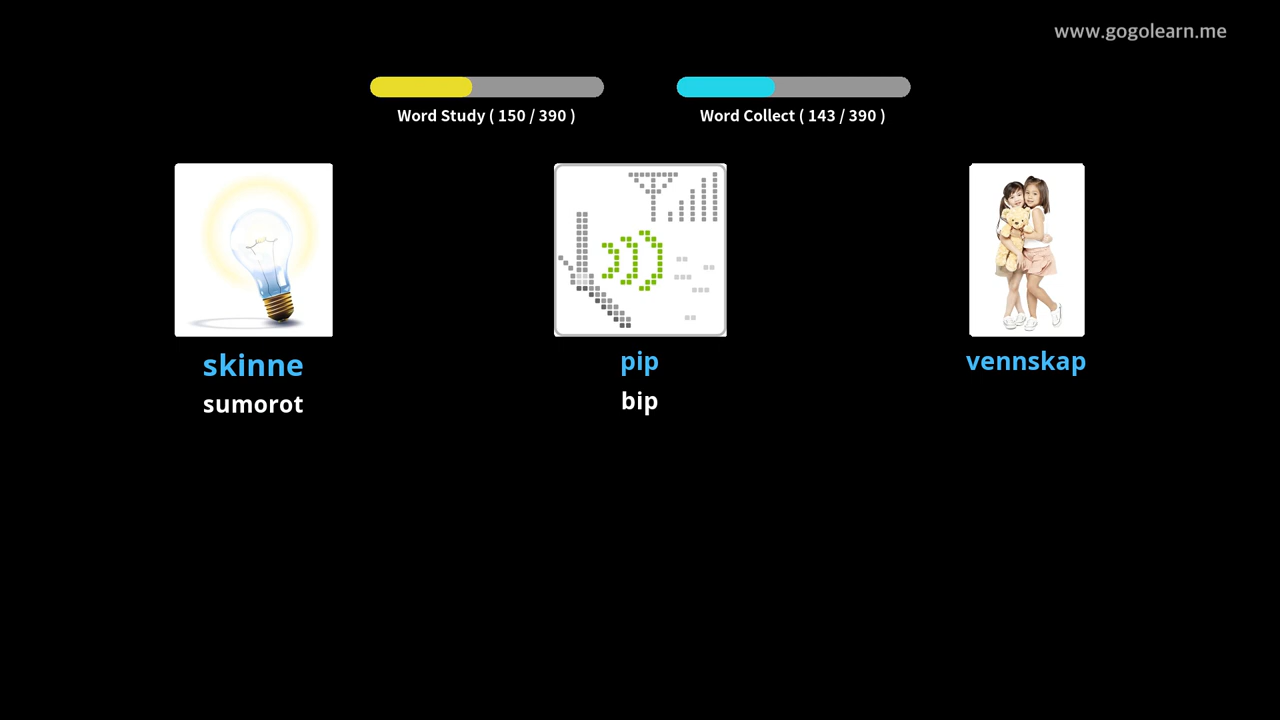 www.gogolearn.me
Word Study ( 150 / 390 )
Word Collect ( 143 / 390 )
skinne
sumorot
pip
bip
vennskap